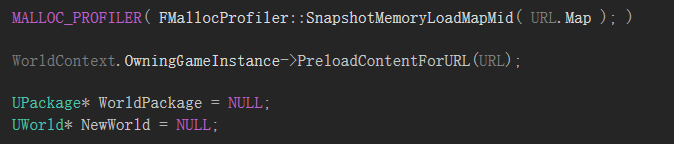 MALLOC_PROFILER( FMallocProfiler::SnapshotMemoryLoadMapMid( URL.Map ); )
WorldContext.OwningGameInstance->PreloadContentForURL(URL);
UPackage* WorldPackage = NULL;
UWorld* NewWorld = NULL;